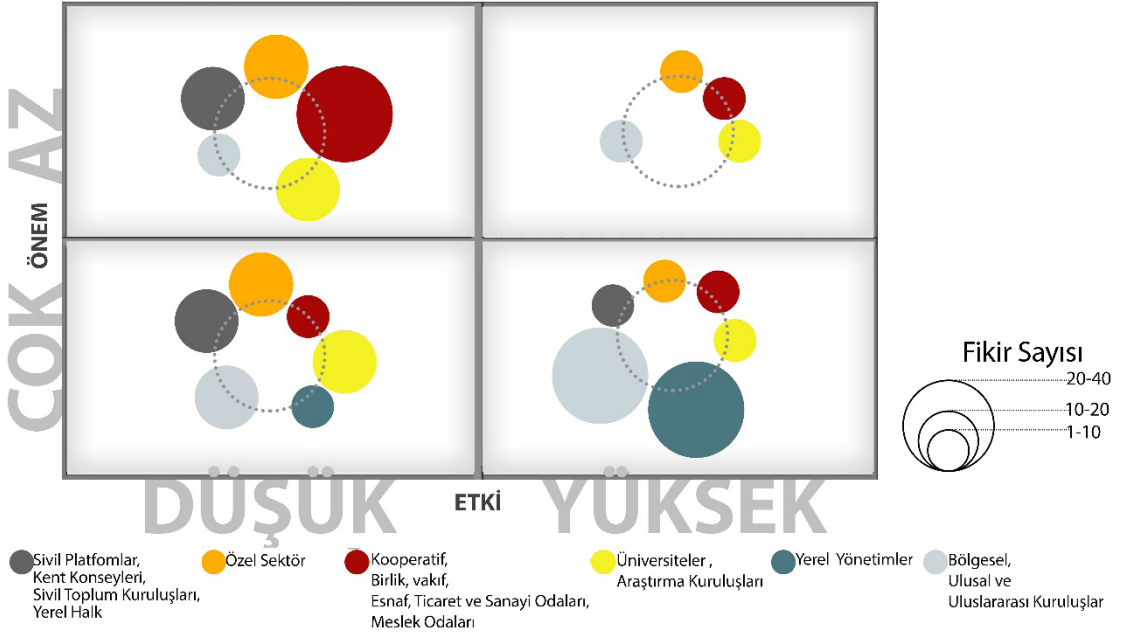 AZ
ÖNEM
COK
DÜŞÜK
ETKİ
YÜKSEK
Fikir Sayısı
20-40
10-20
1-10
Sivil Platfomlar,
Kent Konseyleri,
Sivil Toplum Kuruluşları,
Yerel Halk
Özel Sektör
Kooperatif,
Birlik, vakıf,
Esnaf, Ticaret ve Sanayi Odaları,
Meslek Odaları
Üniversiteler ,
Araştırma Kuruluşları
Yerel Yönetimler
Bölgesel,
Ulusal ve
Uluslararası Kuruluşlar